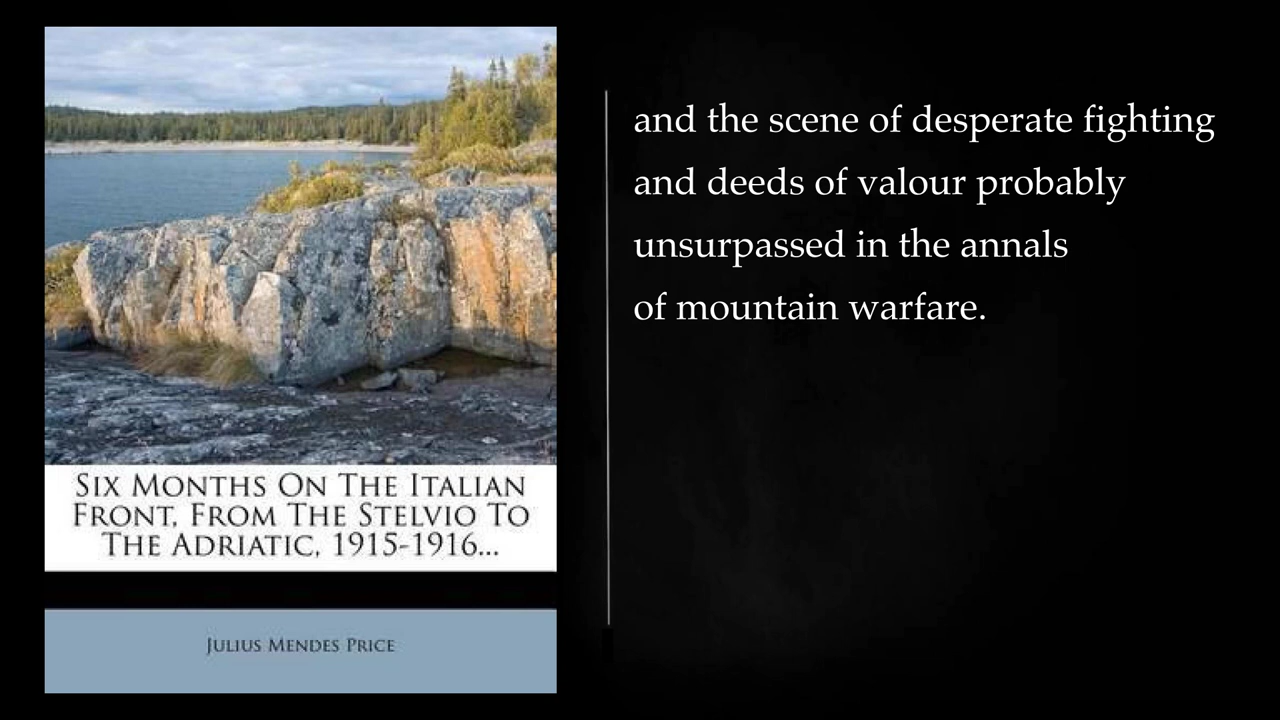 SIX MONTHS ON THE ITALIAN
FRONT, FROM THE STELVIO TO
THE ADRIATIC, 1915-1916...
JULIUS MENDES PRICE
and the scene of desperate fighting
and deeds of valour probably
unsurpassed in the annals
of mountain warfare.